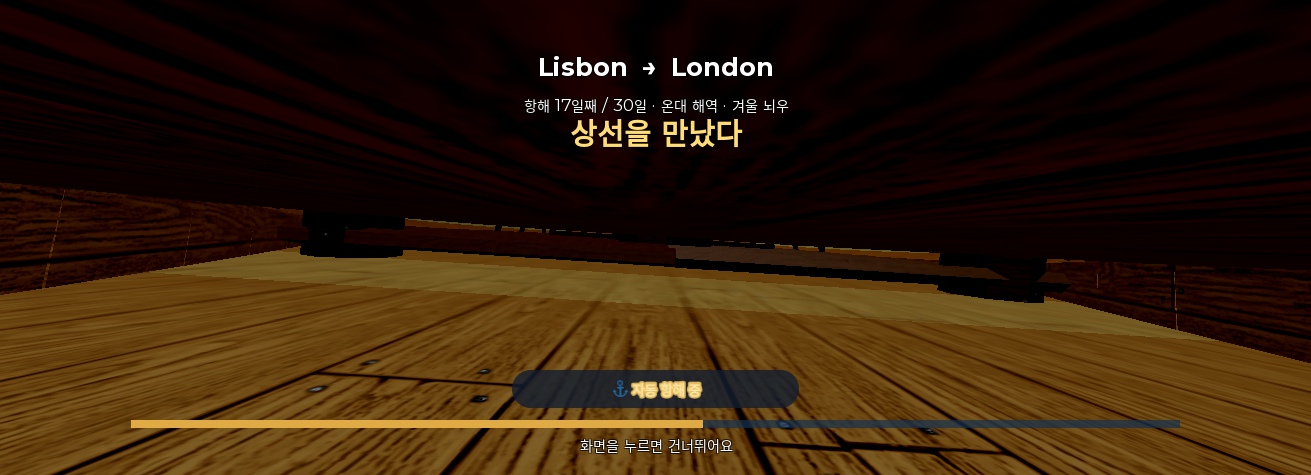 Lisbon → London
항해 17일째 / 30일 · 온대 해역 · 겨울 뇌우
상선을 만났다
⚓ 자동 항해 중
화면을 누르면 건너뛰어요